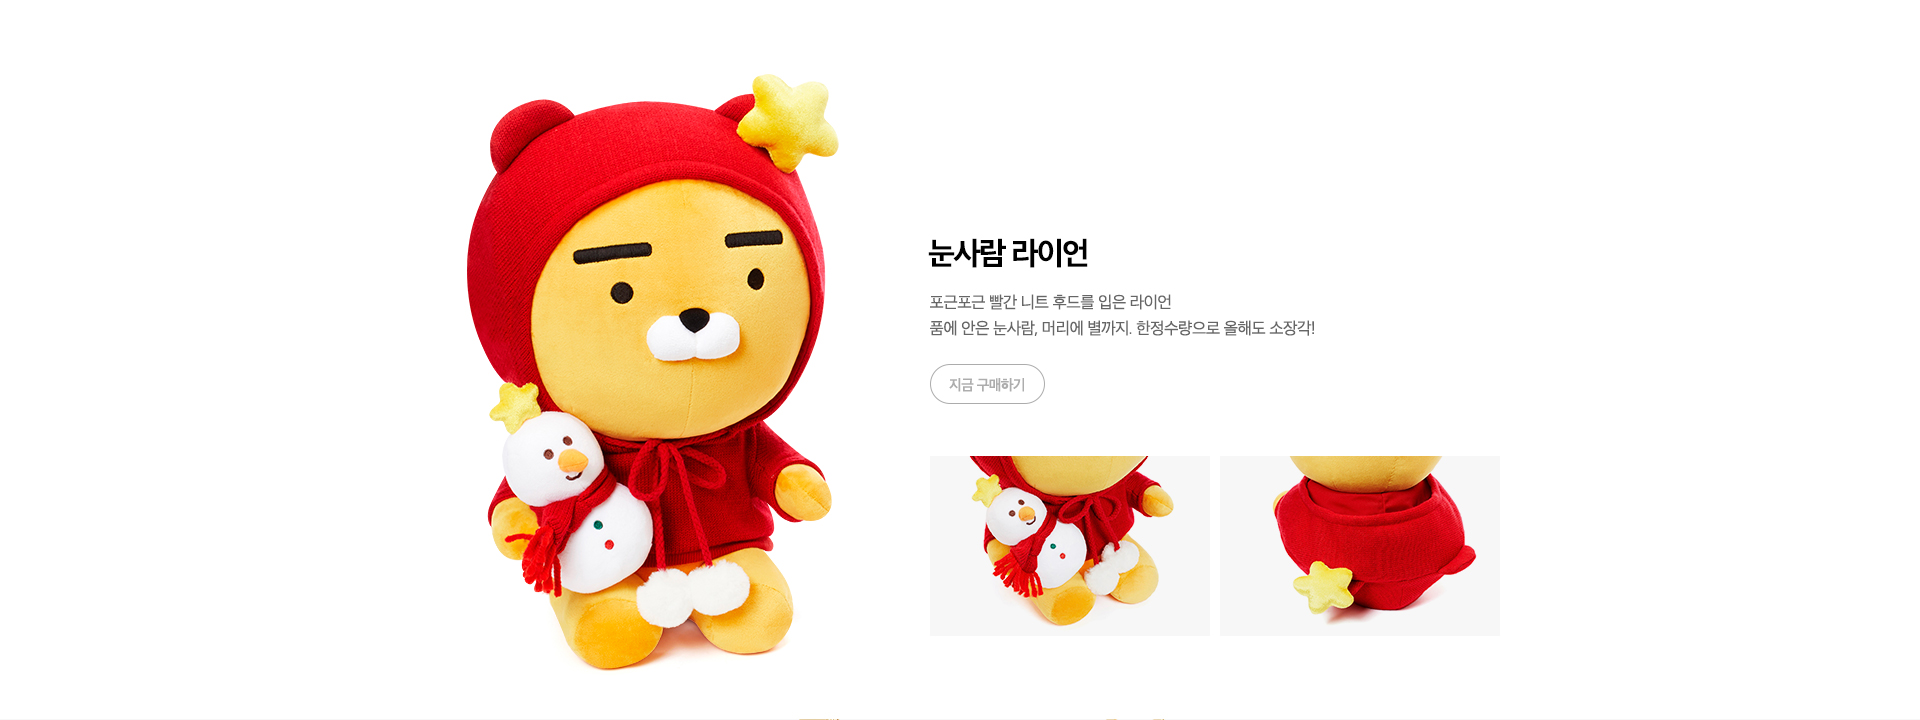 눈사람 라이언
포근포근 빨간 니트 후드를 입은 라이언
품에 안은 눈사람, 머리에 별까지. 한정수량으로 올해도 소장각!
지금 구매하기